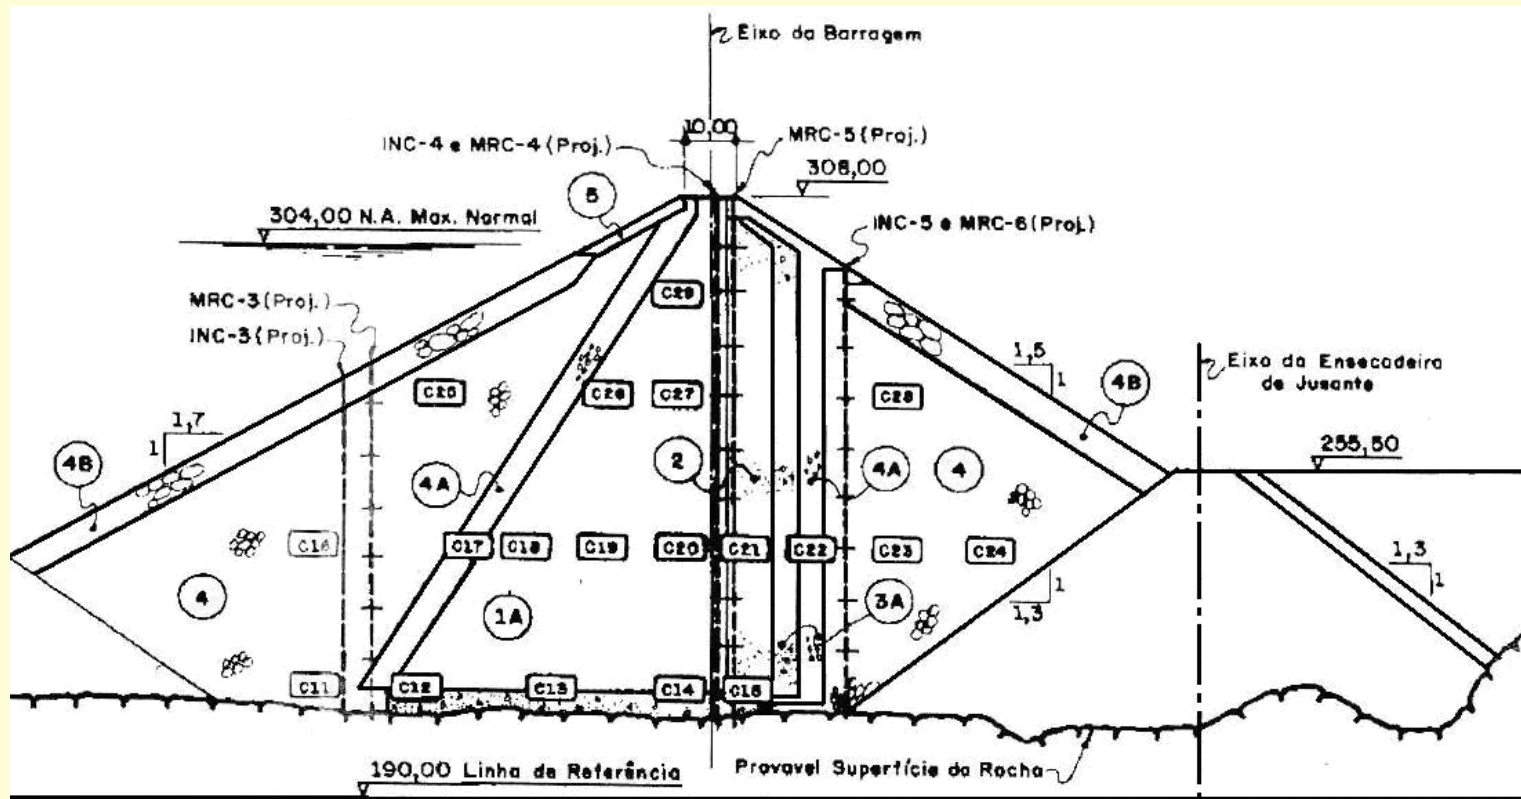 Eixo da Barragem
10,00
INC-4 e MRC-4 (Proj.)
MRC-5 (Proj.)
308,00
5
304,00 N.A. Max. Normal
INC-5 e MRC-6 (Proj.)
C29
MRC-3 (Proj.)
INC-3 (Proj.)
1,5
1
Eixo da Ensecadeira
de Jusante
4B
C26
C27
1,7
1
255,50
4B
2
4A
4
4A
C16
C17
C18
C19
C20
C21
C22
C23
C24
1,3
1
1
1,3
4
1A
3A
C11
C12
C13
C14
C15
190,00 Linha de Referência
Provavel Superfície da Rocha